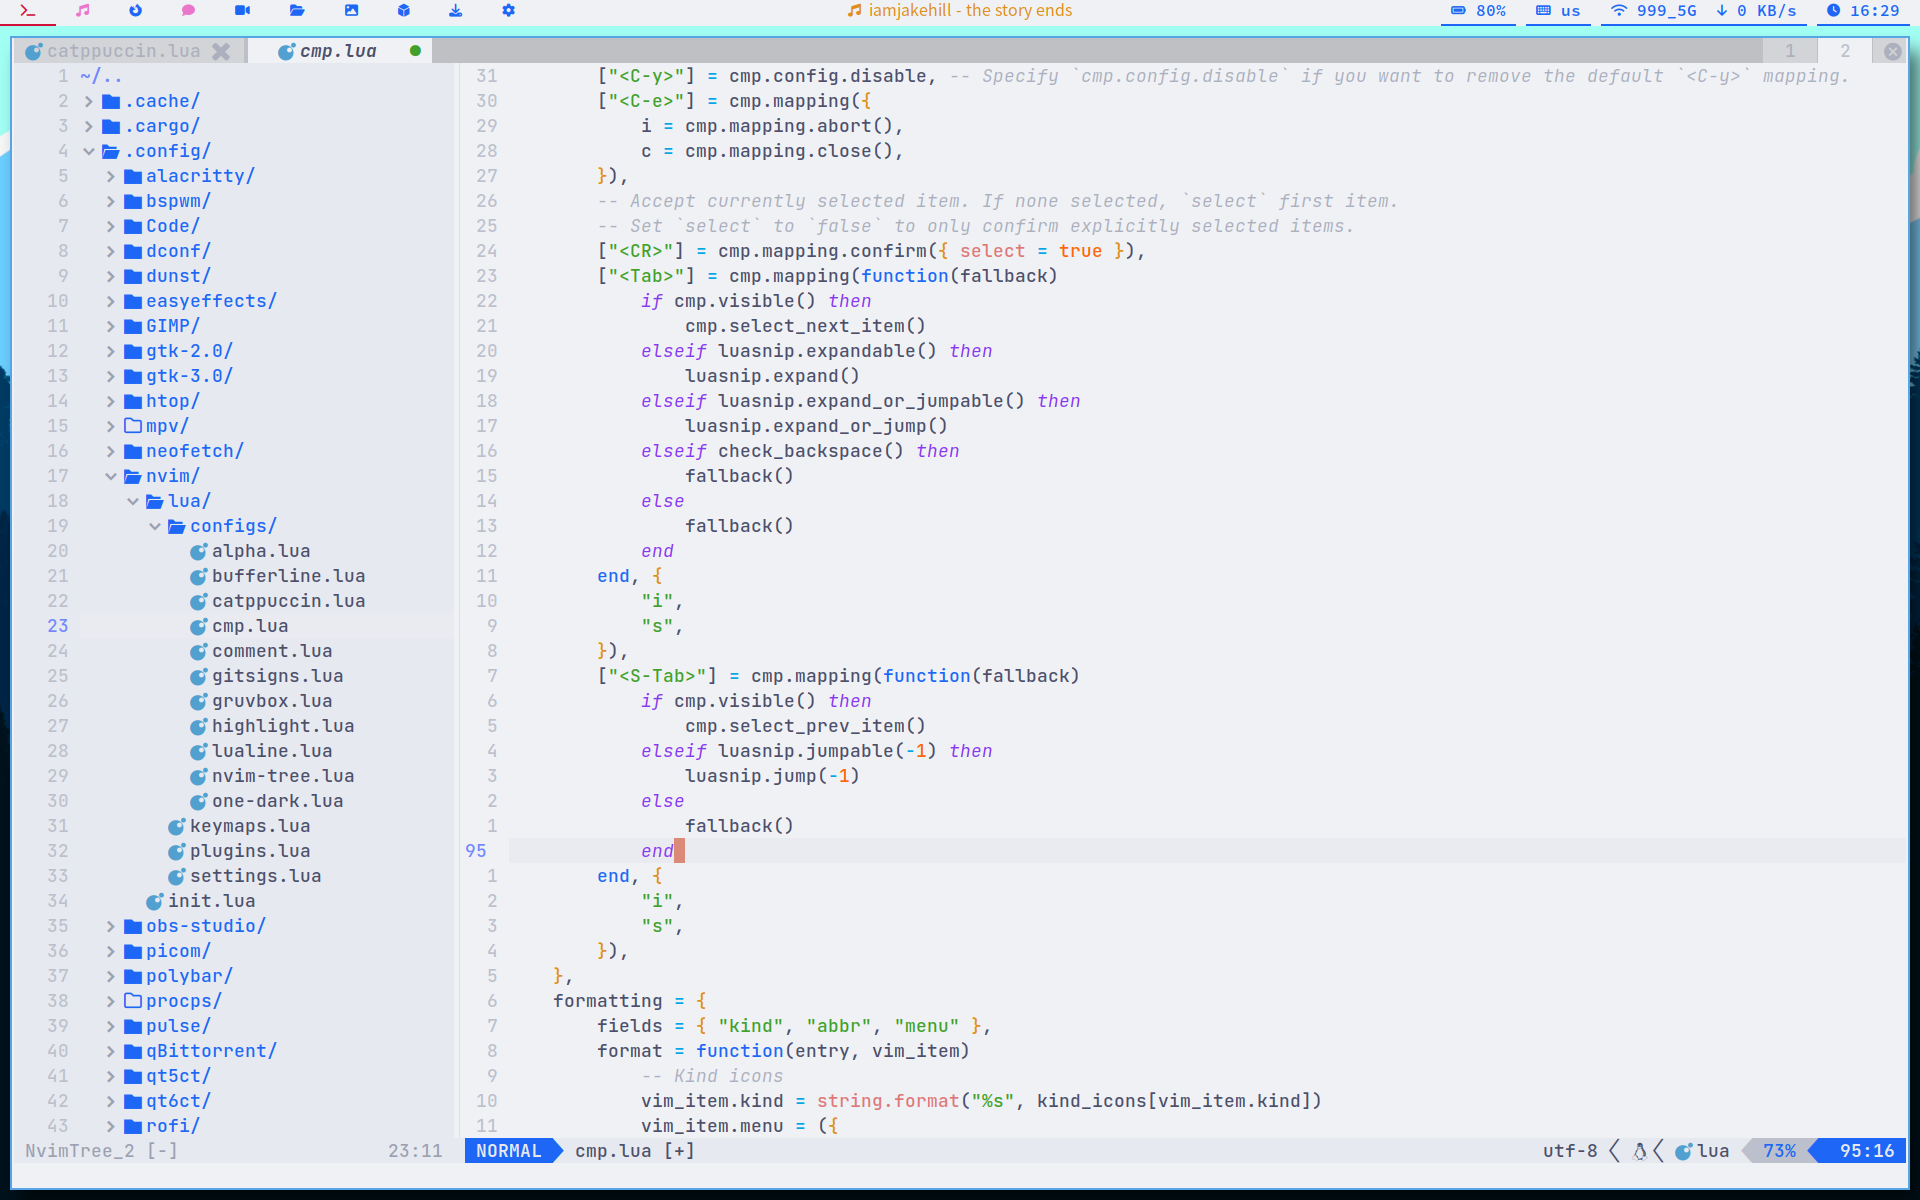 iamjakehill - the story ends
80%
us
999_5G
0 KB/s
16:29
catppuccin.lua
cmp.lua
1
2
1 ~/..
2 .cache/
3 .cargo/
4 .config/
5 alacritty/
6 bspwm/
7 Code/
8 dconf/
9 dunst/
10 easyeffects/
11 GIMP/
12 gtk-2.0/
13 gtk-3.0/
14 htop/
15 mpv/
16 neofetch/
17 nvim/
18 lua/
19 configs/
20 alpha.lua
21 bufferline.lua
22 catppuccin.lua
23 cmp.lua
24 comment.lua
25 gitsigns.lua
26 gruvbox.lua
27 highlight.lua
28 lualine.lua
29 nvim-tree.lua
30 one-dark.lua
31 keymaps.lua
32 plugins.lua
33 settings.lua
34 init.lua
35 obs-studio/
36 picom/
37 polybar/
38 procps/
39 pulse/
40 qBittorrent/
41 qt5ct/
42 qt6ct/
43 rofi/
NvimTree_2 [-] 23:11
31 ["<C-y>"] = cmp.config.disable, -- Specify `cmp.config.disable` if you want to remove the default `<C-y>` mapping.
30 ["<C-e>"] = cmp.mapping({
29 i = cmp.mapping.abort(),
28 c = cmp.mapping.close(),
27 }),
26 -- Accept currently selected item. If none selected, `select` first item.
25 -- Set `select` to `false` to only confirm explicitly selected items.
24 ["<CR>"] = cmp.mapping.confirm({ select = true }),
23 ["<Tab>"] = cmp.mapping(function(fallback)
22 if cmp.visible() then
21 cmp.select_next_item()
20 elseif luasnip.expandable() then
19 luasnip.expand()
18 elseif luasnip.expand_or_jumpable() then
17 luasnip.expand_or_jump()
16 elseif check_backspace() then
15 fallback()
14 else
13 fallback()
12 end
11 end, {
10 "i",
9 "s",
8 }),
7 ["<S-Tab>"] = cmp.mapping(function(fallback)
6 if cmp.visible() then
5 cmp.select_prev_item()
4 elseif luasnip.jumpable(-1) then
3 luasnip.jump(-1)
2 else
1 fallback()
95 end
1 end, {
2 "i",
3 "s",
4 }),
5 },
6 formatting = {
7 fields = { "kind", "abbr", "menu" },
8 format = function(entry, vim_item)
9 -- Kind icons
10 vim_item.kind = string.format("%s", kind_icons[vim_item.kind])
11 vim_item.menu = ({
NORMAL cmp.lua [+] utf-8 lua 73% 95:16